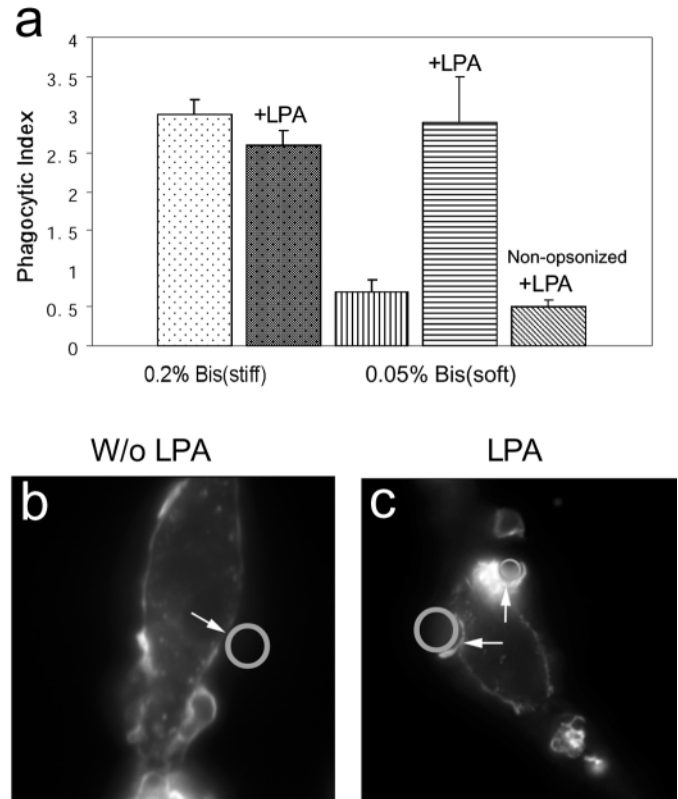 a
Phagocytic Index
4
3.5
3
2.5
2
1.5
1
0.5
0
+LPA
+LPA
Non-opsonized
+LPA
0.2% Bis(stiff)
0.05% Bis(soft)
W/o LPA
LPA
b
c